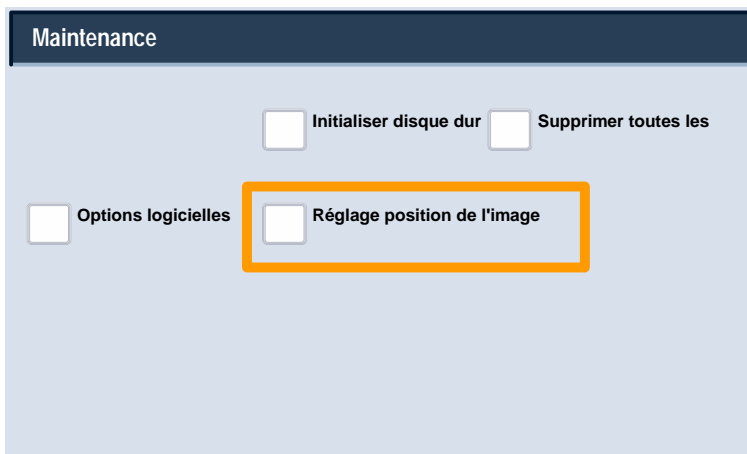 Maintenance
Initialiser disque dur
Supprimer toutes les
Options logicielles
Réglage position de l'image